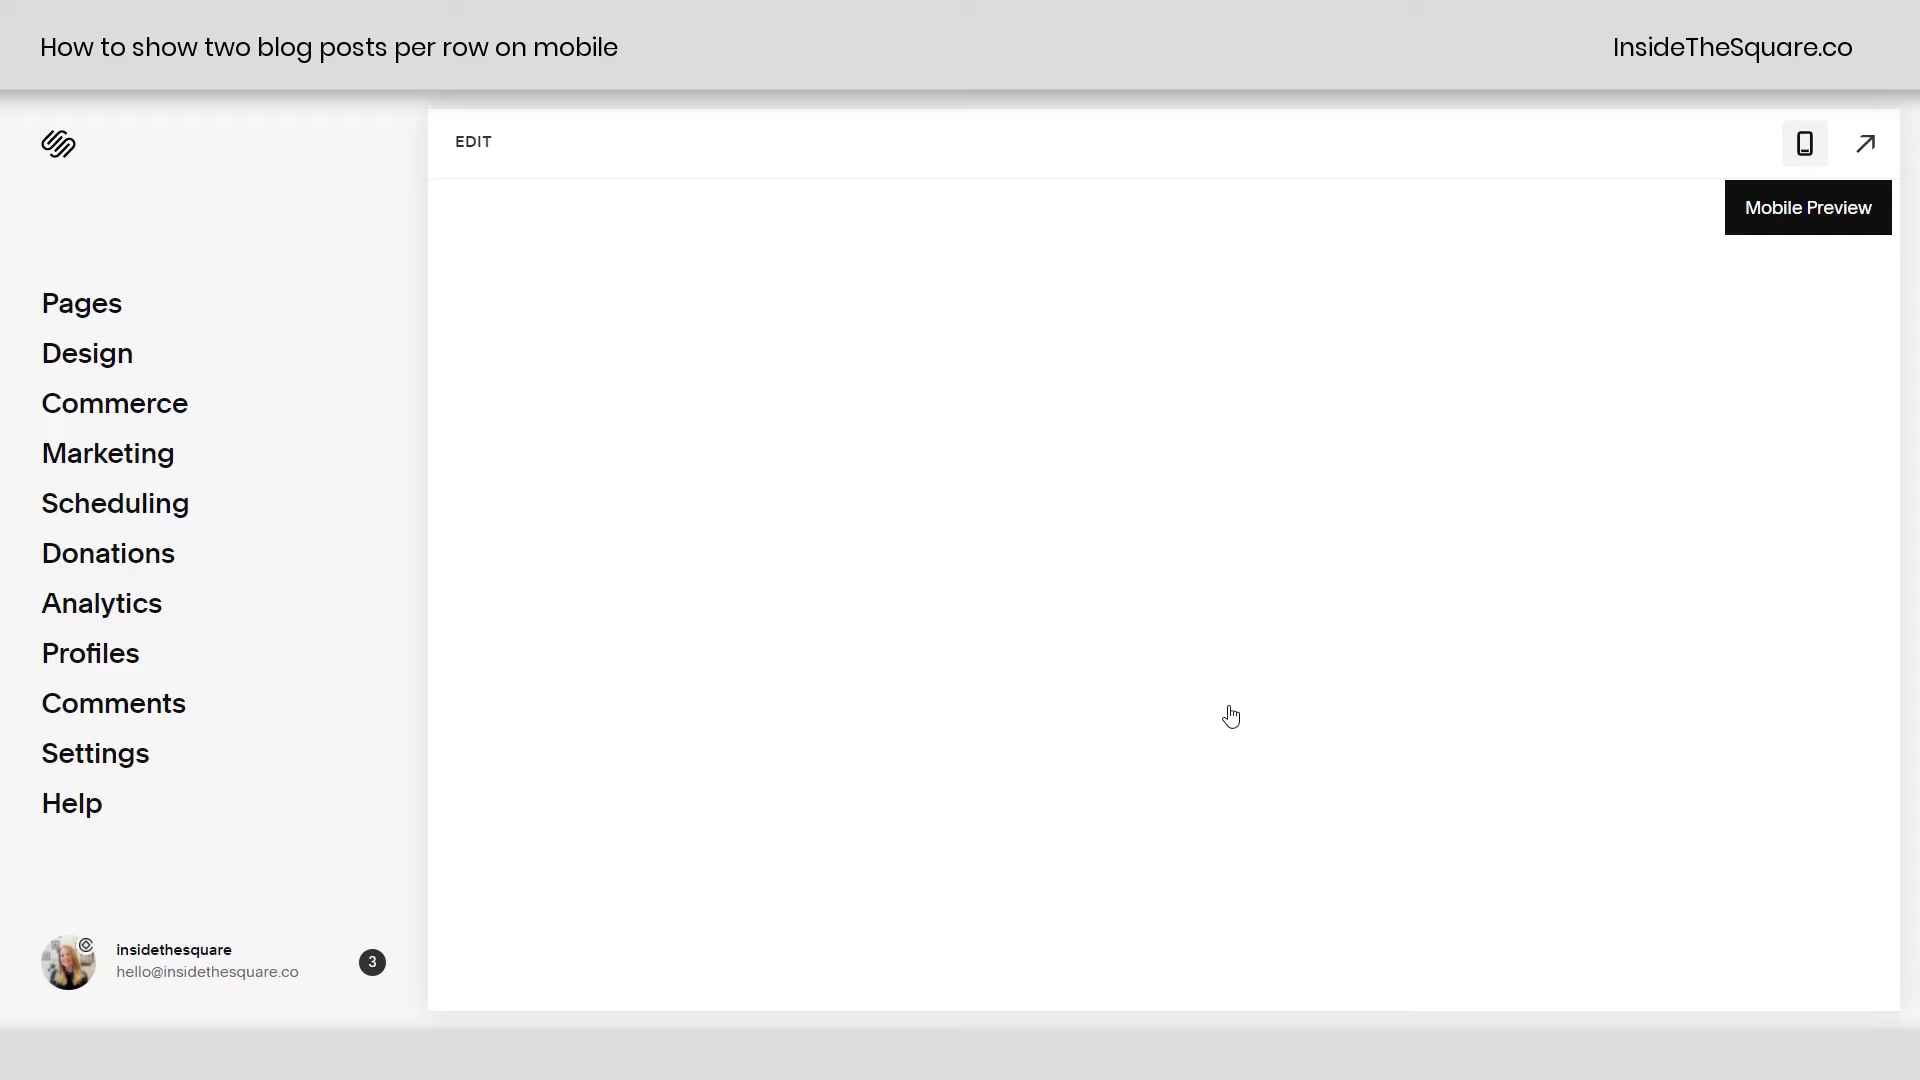 How to show two blog posts per row on mobile
InsideTheSquare.co
EDIT
Mobile Preview
Pages
Design
Commerce
Marketing
Scheduling
Donations
Analytics
Profiles
Comments
Settings
Help
insidethesquare
hello@insidethesquare.co
3